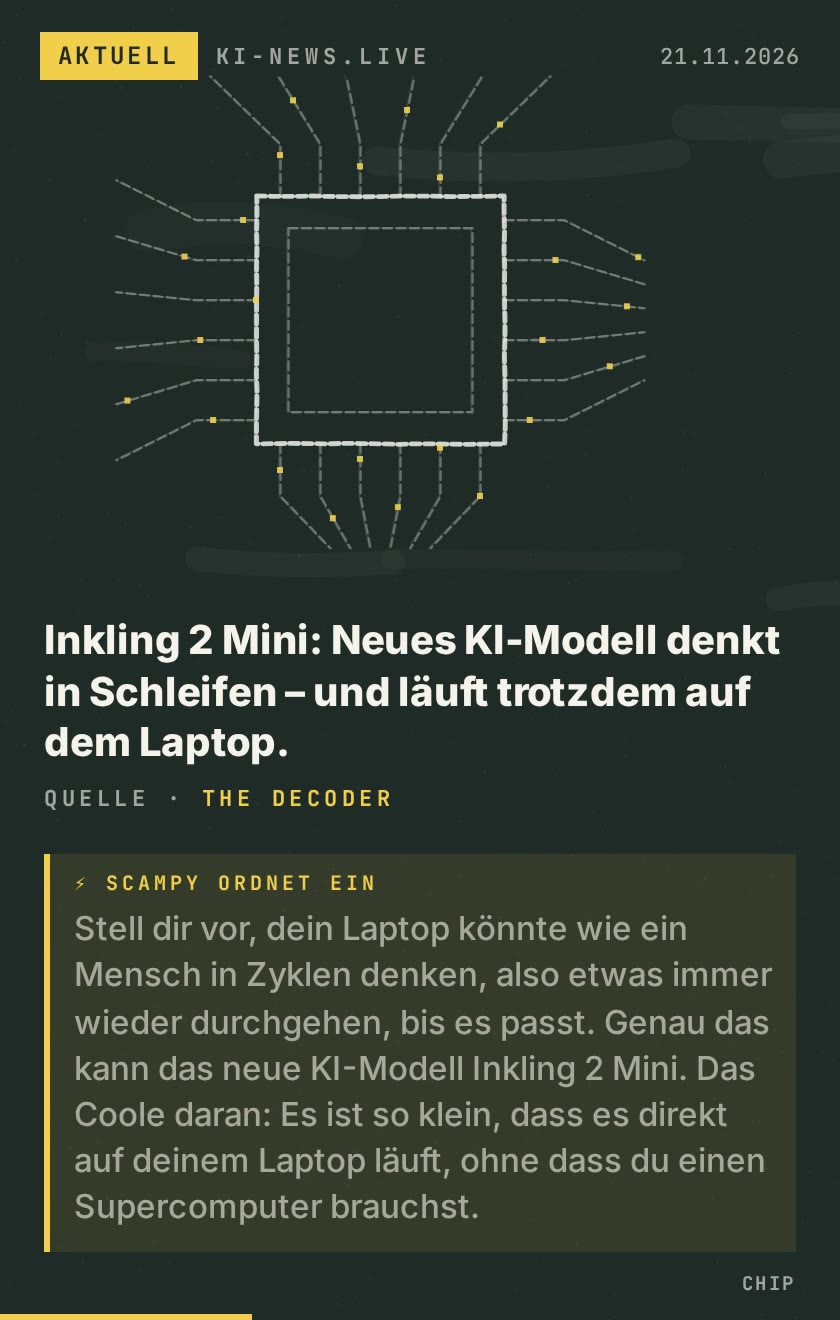 AKTUELL KI-NEWS.LIVE 21.11.2026
Inkling 2 Mini: Neues KI-Modell denkt
in Schleifen – und läuft trotzdem auf
dem Laptop.
QUELLE · THE DECODER
⚡ SCAMPY ORDNET EIN
Stell dir vor, dein Laptop könnte wie ein
Mensch in Zyklen denken, also etwas immer
wieder durchgehen, bis es passt. Genau das
kann das neue KI-Modell Inkling 2 Mini. Das
Coole daran: Es ist so klein, dass es direkt
auf deinem Laptop läuft, ohne dass du einen
Supercomputer brauchst.
CHIP